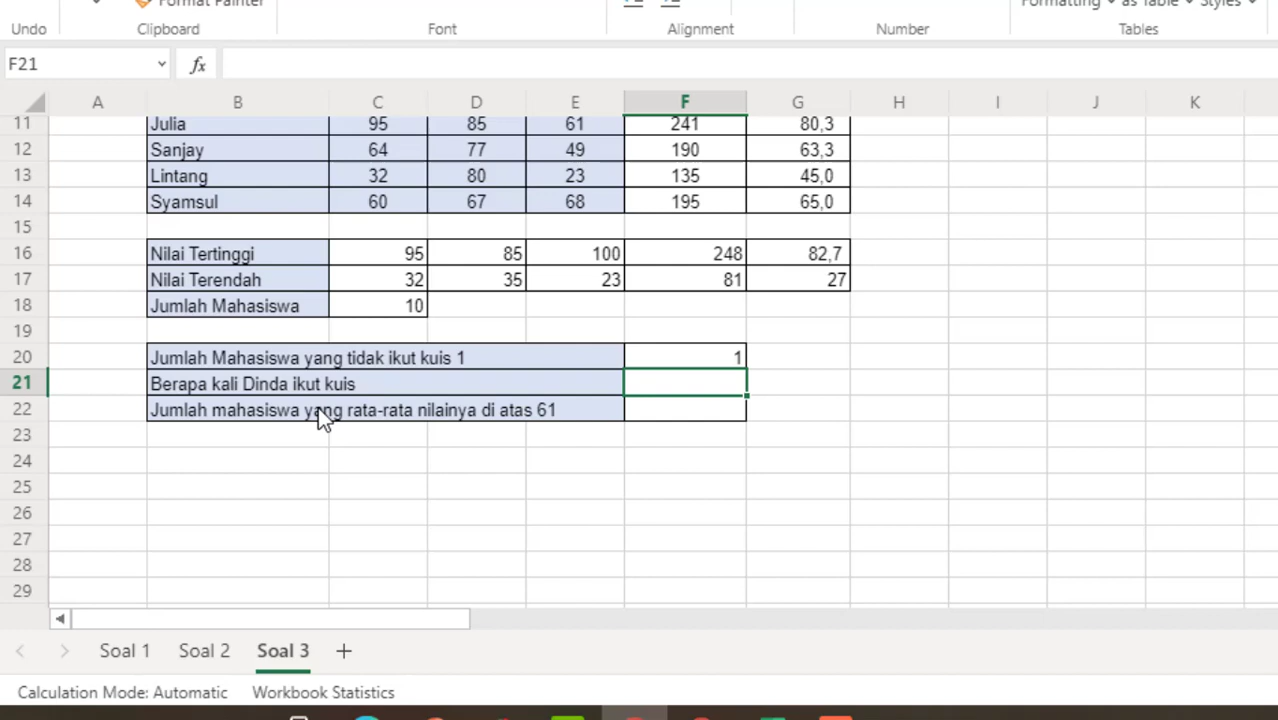 Format Painter
Formatting as Table Styles
Undo Clipboard Font Alignment Number Tables
F21 fx
A B C D E F G H I J K
11 Julia 95 85 61 241 80,3
12 Sanjay 64 77 49 190 63,3
13 Lintang 32 80 23 135 45,0
14 Syamsul 60 67 68 195 65,0
15
16 Nilai Tertinggi 95 85 100 248 82,7
17 Nilai Terendah 32 35 23 81 27
18 Jumlah Mahasiswa 10
19
20 Jumlah Mahasiswa yang tidak ikut kuis 1 1
21 Berapa kali Dinda ikut kuis
22 Jumlah mahasiswa yang rata-rata nilainya di atas 61
23
24
25
26
27
28
29
Soal 1 Soal 2 Soal 3 +
Calculation Mode: Automatic Workbook Statistics